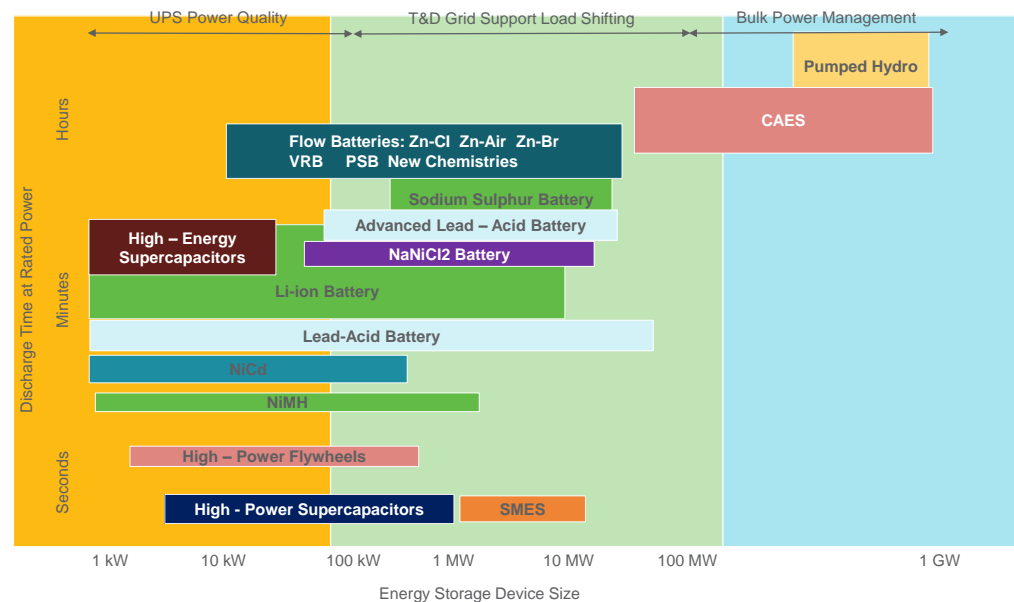 UPS Power Quality
T&D Grid Support Load Shifting
Bulk Power Management
Pumped Hydro
CAES
Hours
Flow Batteries: Zn-Cl Zn-Air Zn-Br
VRB PSB New Chemistries
Sodium Sulphur Battery
Advanced Lead – Acid Battery
High – Energy
Supercapacitors
NaNiCl2 Battery
Discharge Time at Rated Power
Minutes
Li-ion Battery
Lead-Acid Battery
NiCd
NiMH
Seconds
High – Power Flywheels
High - Power Supercapacitors
SMES
1 kW
10 kW
100 kW
1 MW
10 MW
100 MW
1 GW
Energy Storage Device Size